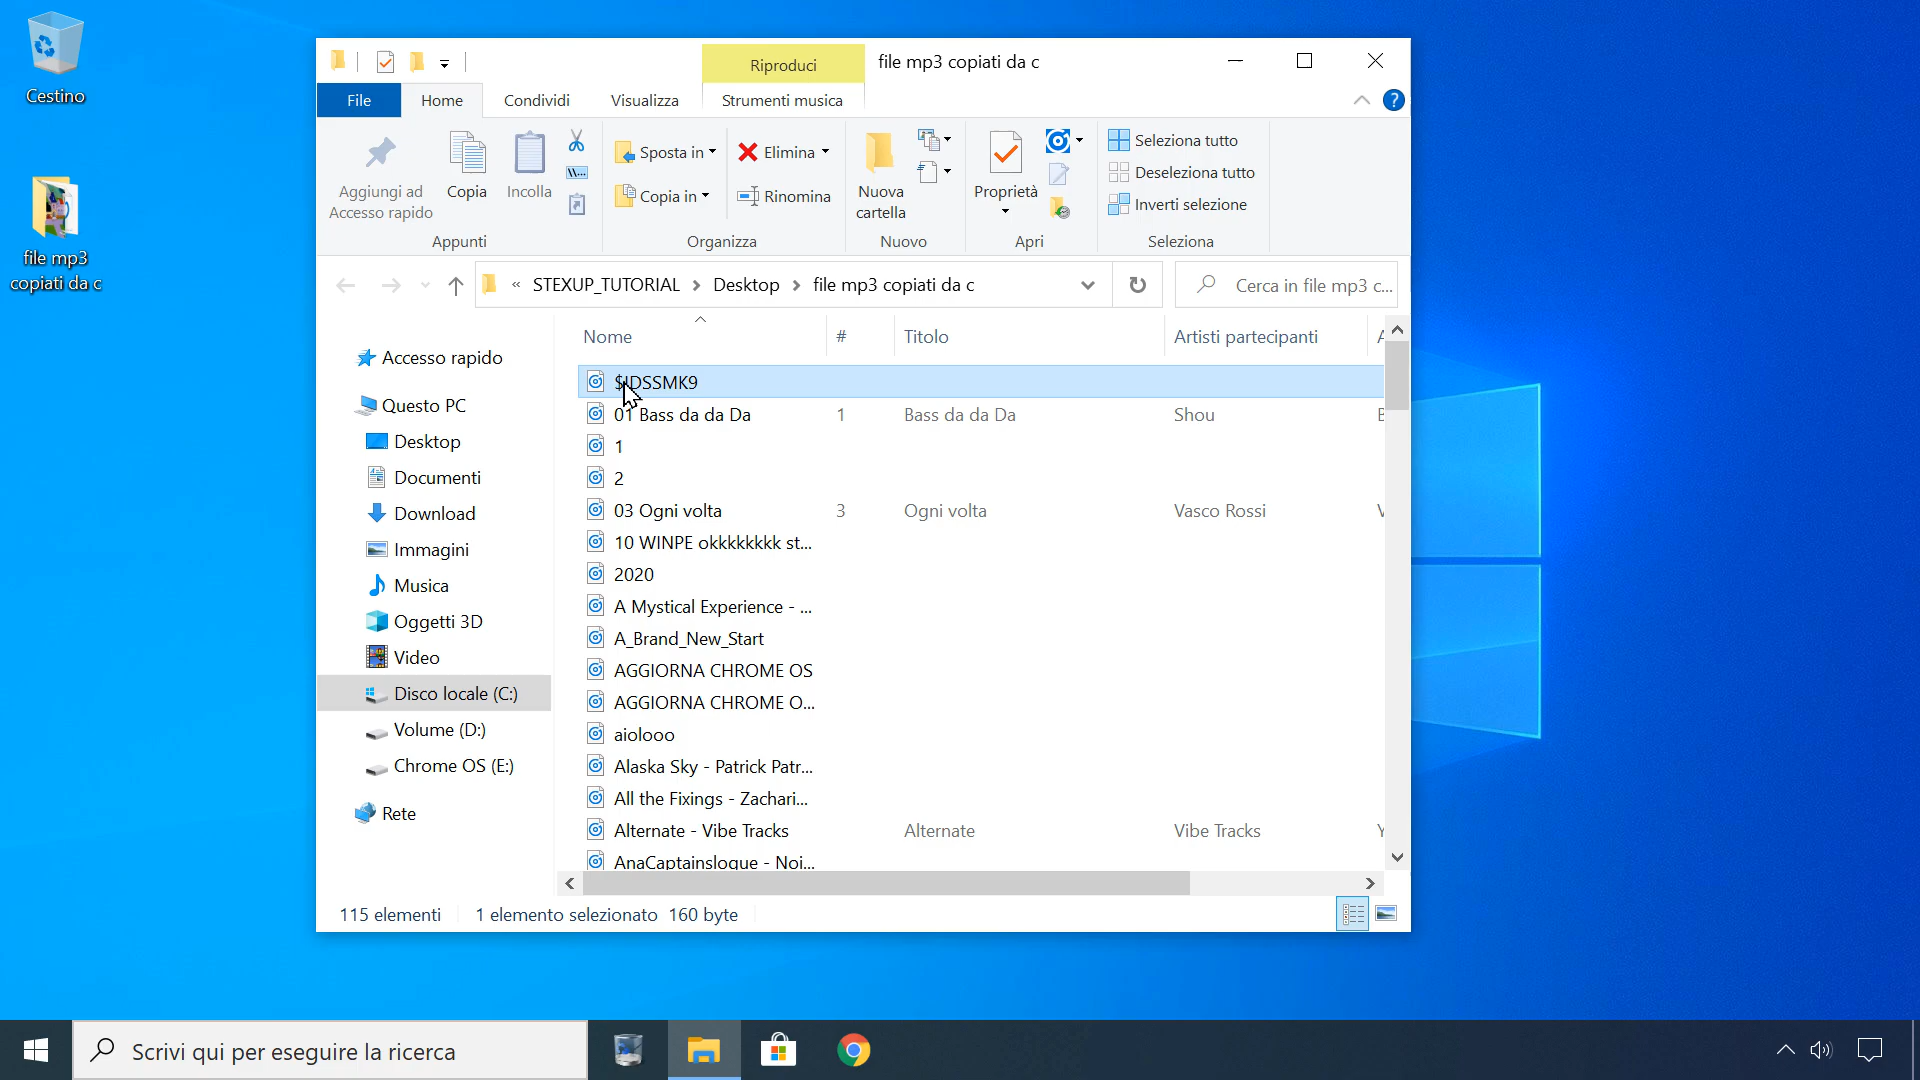 Cestino
file mp3
copiati da c
Riproduci
file mp3 copiati da c
File
Home
Condividi
Visualizza
Strumenti musica
Aggiungi ad
Accesso rapido
Copia
Incolla
Appunti
Sposta in
Copia in
Elimina
Rinomina
Organizza
Nuova
cartella
Nuovo
Proprietà
Apri
Seleziona tutto
Deseleziona tutto
Inverti selezione
Seleziona
« STEXUP_TUTORIAL > Desktop > file mp3 copiati da c
Cerca in file mp3 c...
Accesso rapido
Questo PC
Desktop
Documenti
Download
Immagini
Musica
Oggetti 3D
Video
Disco locale (C:)
Volume (D:)
Chrome OS (E:)
Rete
Nome # Titolo Artisti partecipanti
$IDSSMK9
01 Bass da da Da 1 Bass da da Da Shou
1
2
03 Ogni volta 3 Ogni volta Vasco Rossi
10 WINPE okkkkkkkk st...
2020
A Mystical Experience - ...
A_Brand_New_Start
AGGIORNA CHROME OS
AGGIORNA CHROME O...
aiolooo
Alaska Sky - Patrick Patr...
All the Fixings - Zachari...
Alternate - Vibe Tracks Alternate Vibe Tracks
AnaCaptainslogue - Noi...
115 elementi 1 elemento selezionato 160 byte
Scrivi qui per eseguire la ricerca